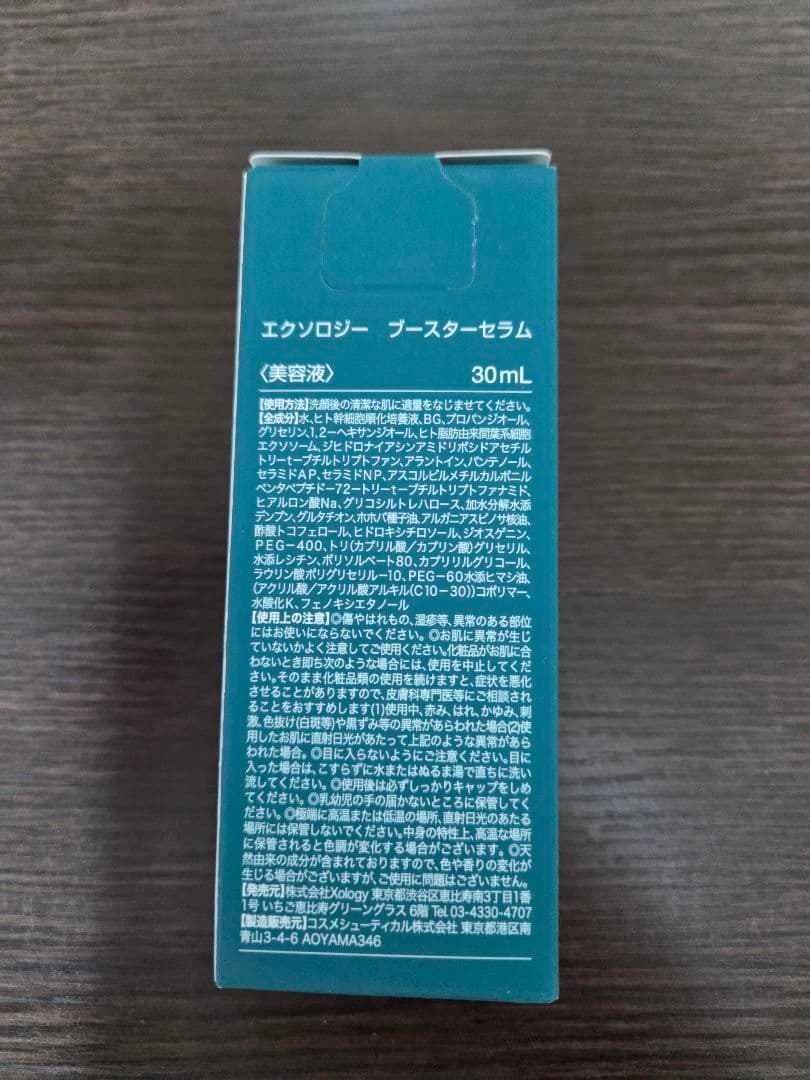 エクソロジー　ブースターセラム
〈美容液〉 30mL
【使用方法】洗顔後の清潔な肌に適量をなじませてください。
【全成分】水、ヒト幹細胞順化培養液、BG、プロパンジオール、
グリセリン、1,2－ヘキサンジオール、ヒト脂肪由来間葉系細胞
エクソソーム、ジヒドロナイアシンアミドリボシドアセチル
トリーt－ブチルトリプトファン、アラントイン、パンテノール、
セラミドAP、セラミドNP、アスコルビルメチルカルボニル
ペンタペプチド－72－トリーt－ブチルトリプトファナミド、
ヒアルロン酸Na、グリコシルトレハロース、加水分解水添
デンプン、グルタチオン、ホホバ種子油、アルガニアスピノサ核油、
酢酸トコフェロール、ヒドロキシチロソール、ジオスゲニン、
PEG－400、トリ(カプリル酸／カプリン酸)グリセリル、
水添レシチン、ポリソルベート80、カプリリルグリコール、
ラウリン酸ポリグリセリル－10、PEG－60水添ヒマシ油、
(アクリル酸／アクリル酸アルキル(C10－30))コポリマー、
水酸化K、フェノキシエタノール
【使用上の注意】◎傷やはれもの、湿疹等、異常のある部位
にはお使いにならないでください。◎お肌に異常が生じ
ていないかよく注意してご使用ください。化粧品がお肌に合
わないとき即ち次のような場合には、使用を中止してくだ
さい。そのまま化粧品類の使用を続けますと、症状を悪化
させることがありますので、皮膚科専門医等にご相談され
ることをおすすめします(1)使用中、赤み、はれ、かゆみ、刺
激、色抜け(白斑等)や黒ずみ等の異常があらわれた場合(2)使
用したお肌に直射日光があたって上記のような異常があら
われた場合。◎目に入らないようにご注意ください。目に
入った場合は、こすらずに水またはぬるま湯で直ちに洗い
流してください。◎使用後は必ずしっかりキャップをしめ
てください。◎乳幼児の手の届かないところに保管してく
ださい。◎極端に高温または低温の場所、直射日光のあたる
場所には保管しないでください。中身の特性上、高温な場所
に保管されると色調が変化する場合がございます。◎天
然由来の成分が含まれておりますので、色や香りの変化が
生じる場合がございますが、ご使用に問題はございません。
【発売元】株式会社Xology 東京都渋谷区恵比寿南3丁目1番
1号 いちご恵比寿グリーングラス 6階 Tel 03-4330-4707
【製造販売元】コスメシューティカル株式会社 東京都港区南
青山3-4-6 AOYAMA346